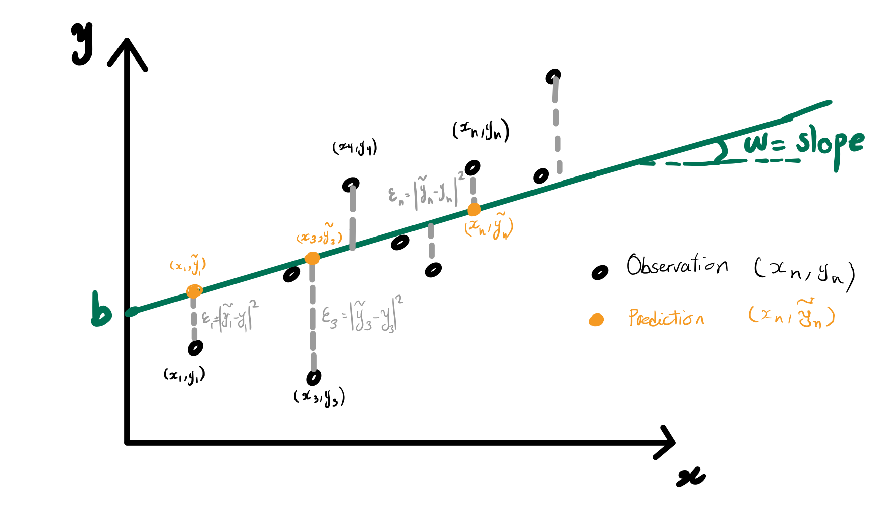 y
(x₄,y₄)
(xₙ,yₙ)
w = slope
εₙ=|ỹₙ-yₙ|²
(x₁,ỹ₁)
(x₃,ỹ₃)
(xₙ,ỹₙ)
Observation (xₙ,yₙ)
b
ε₁=|ỹ₁-y₁|²
ε₃=|ỹ₃-y₃|²
Prediction (xₙ,ỹₙ)
(x₁,y₁)
(x₃,y₃)
x